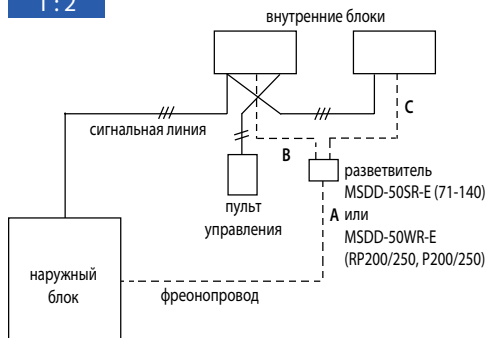 1 : 2
внутренние блоки
сигнальная линия
C
B
разветвитель
MSDD-50SR-E (71-140)
A или
MSDD-50WR-E
(RP200/250, P200/250)
пульт
управления
наружный
блок
фреонопровод